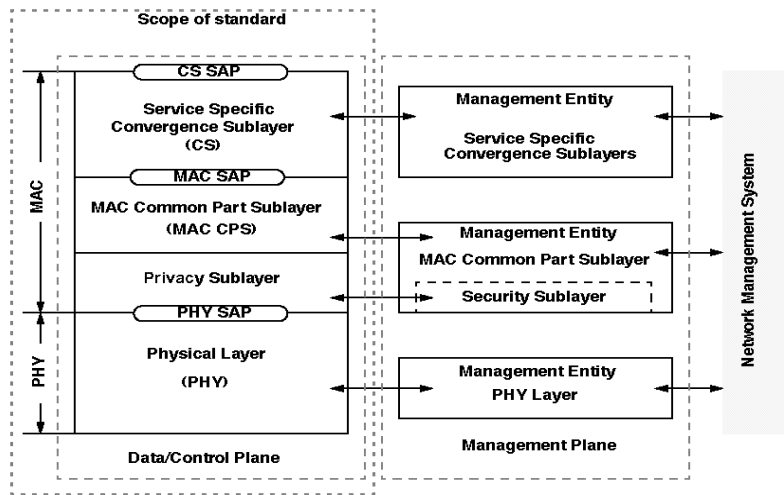 Scope of standard
CS SAP
Service Specific
Convergence Sublayer
(CS)
MAC SAP
MAC Common Part Sublayer
(MAC CPS)
Privacy Sublayer
PHY SAP
Physical Layer
(PHY)
Data/Control Plane
MAC
PHY
Management Entity
Service Specific
Convergence Sublayers
Management Entity
MAC Common Part Sublayer
Security Sublayer
Management Entity
PHY Layer
Management Plane
Network Management System